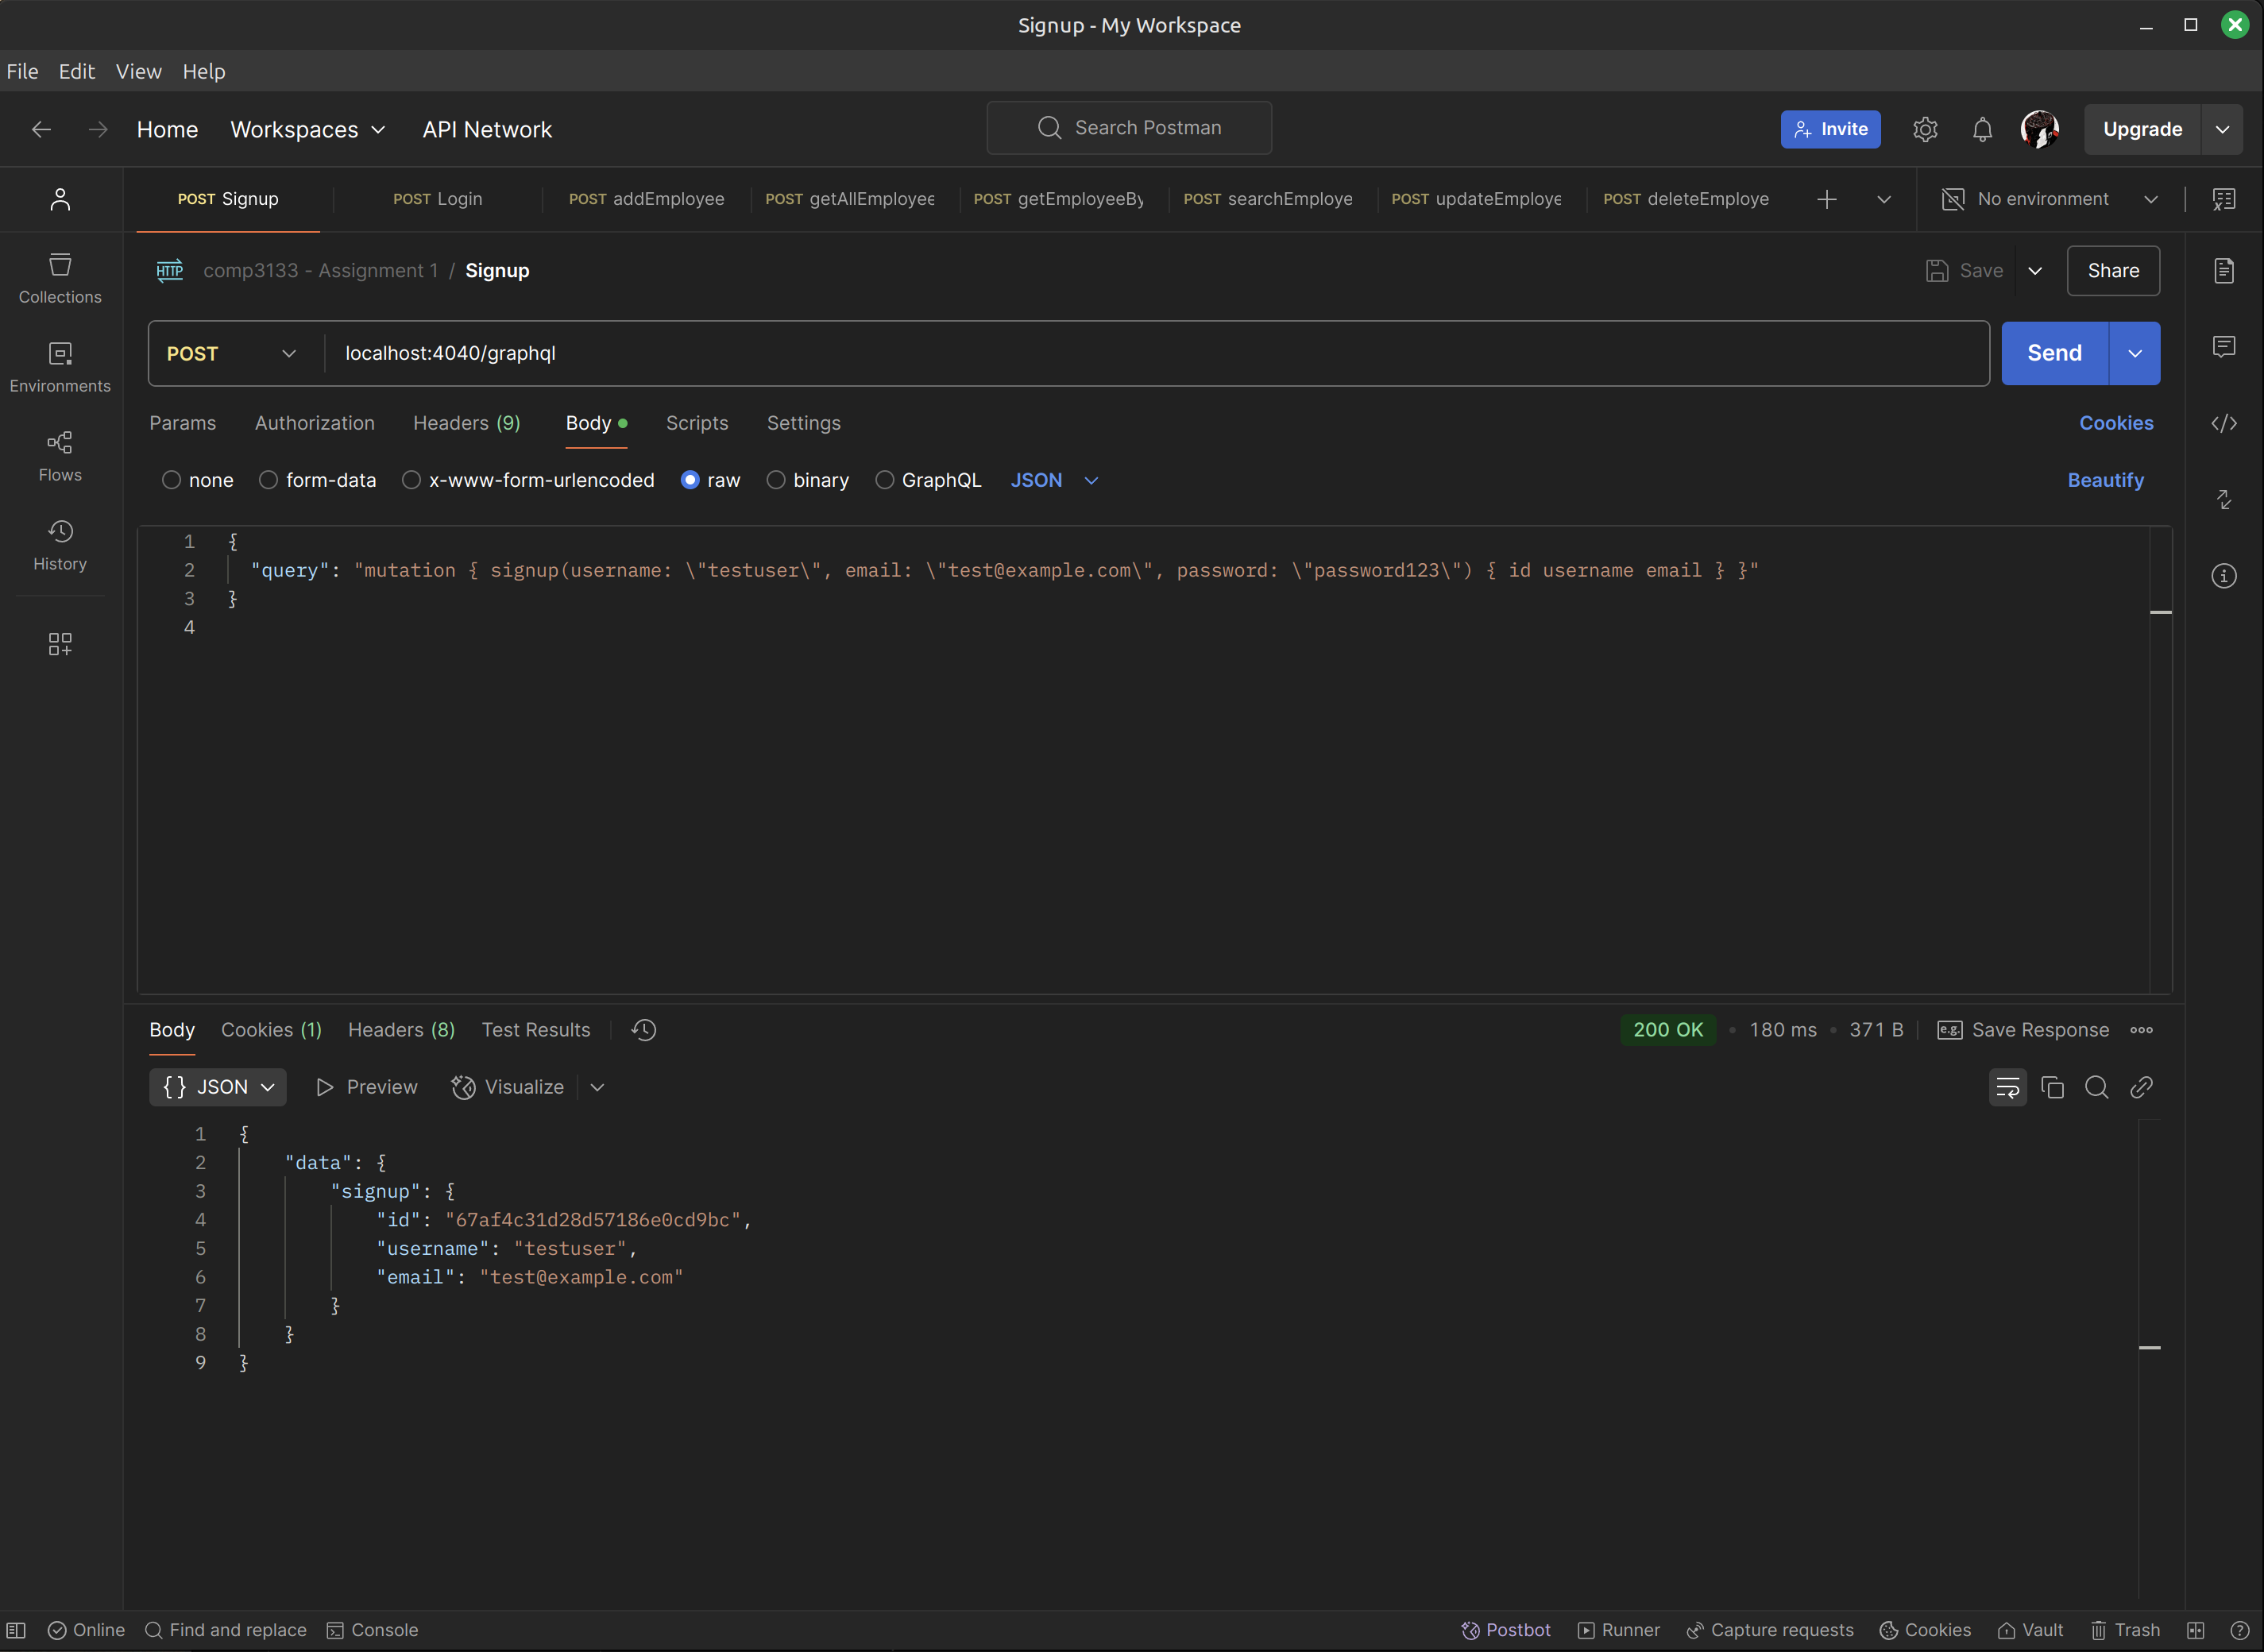 Signup - My Workspace
File Edit View Help
Home Workspaces API Network Search Postman Invite Upgrade
POST Signup POST Login POST addEmployee POST getAllEmployee POST getEmployeeBy POST searchEmploye POST updateEmploye POST deleteEmploye No environment
HTTP comp3133 - Assignment 1 / Signup Save Share
Collections
POST localhost:4040/graphql Send
Environments
Params Authorization Headers (9) Body Scripts Settings Cookies
Flows
none form-data x-www-form-urlencoded raw binary GraphQL JSON Beautify
History
1 {
2 "query": "mutation { signup(username: \"testuser\", email: \"test@example.com\", password: \"password123\") { id username email } }"
3 }
4
Body Cookies (1) Headers (8) Test Results 200 OK 180 ms 371 B e.g. Save Response
{} JSON Preview Visualize
1 {
2 "data": {
3 "signup": {
4 "id": "67af4c31d28d57186e0cd9bc",
5 "username": "testuser",
6 "email": "test@example.com"
7 }
8 }
9 }
Online Find and replace Console Postbot Runner Capture requests Cookies Vault Trash